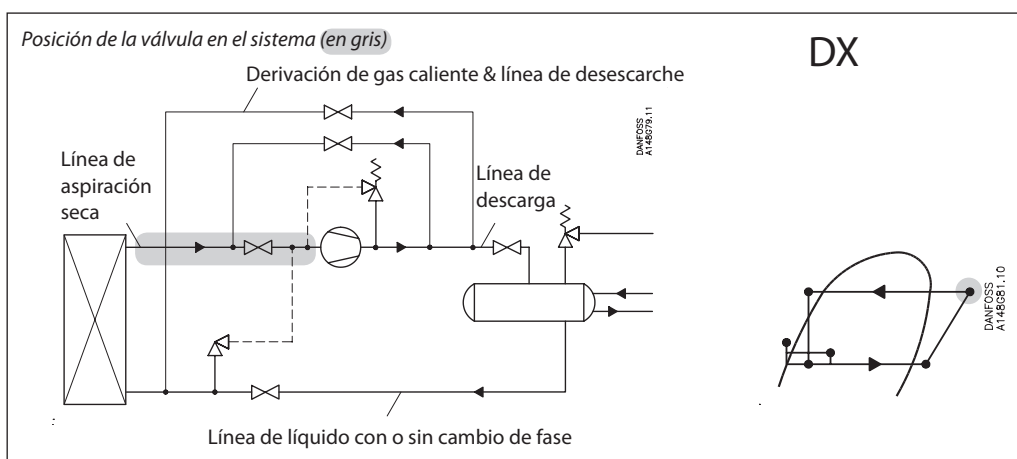 Posición de la válvula en el sistema (en gris)
DX
Derivación de gas caliente & línea de desescarche
DANFOSS
A148G79.11
Línea de
aspiración
seca
Línea de
descarga
DANFOSS
A148G81.10
Línea de líquido con o sin cambio de fase